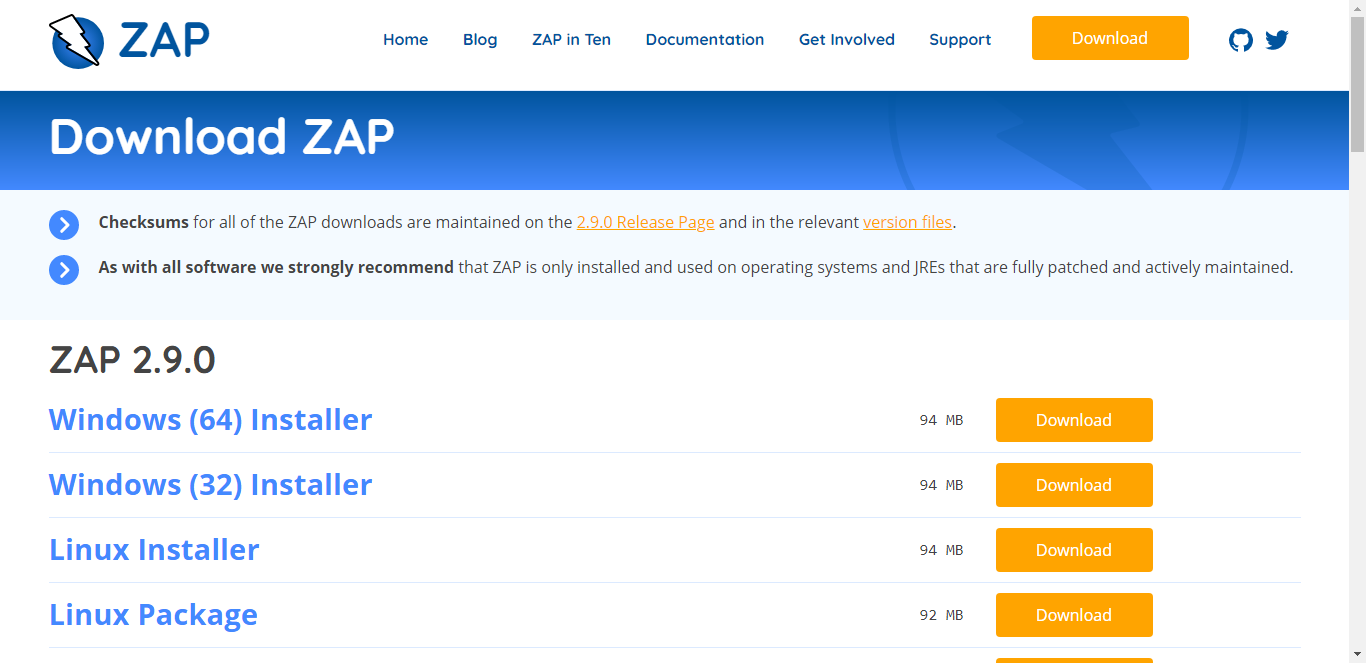 ZAP
Home Blog ZAP in Ten Documentation Get Involved Support Download
Download ZAP
Checksums for all of the ZAP downloads are maintained on the 2.9.0 Release Page and in the relevant version files.
As with all software we strongly recommend that ZAP is only installed and used on operating systems and JREs that are fully patched and actively maintained.
ZAP 2.9.0
Windows (64) Installer 94 MB Download
Windows (32) Installer 94 MB Download
Linux Installer 94 MB Download
Linux Package 92 MB Download